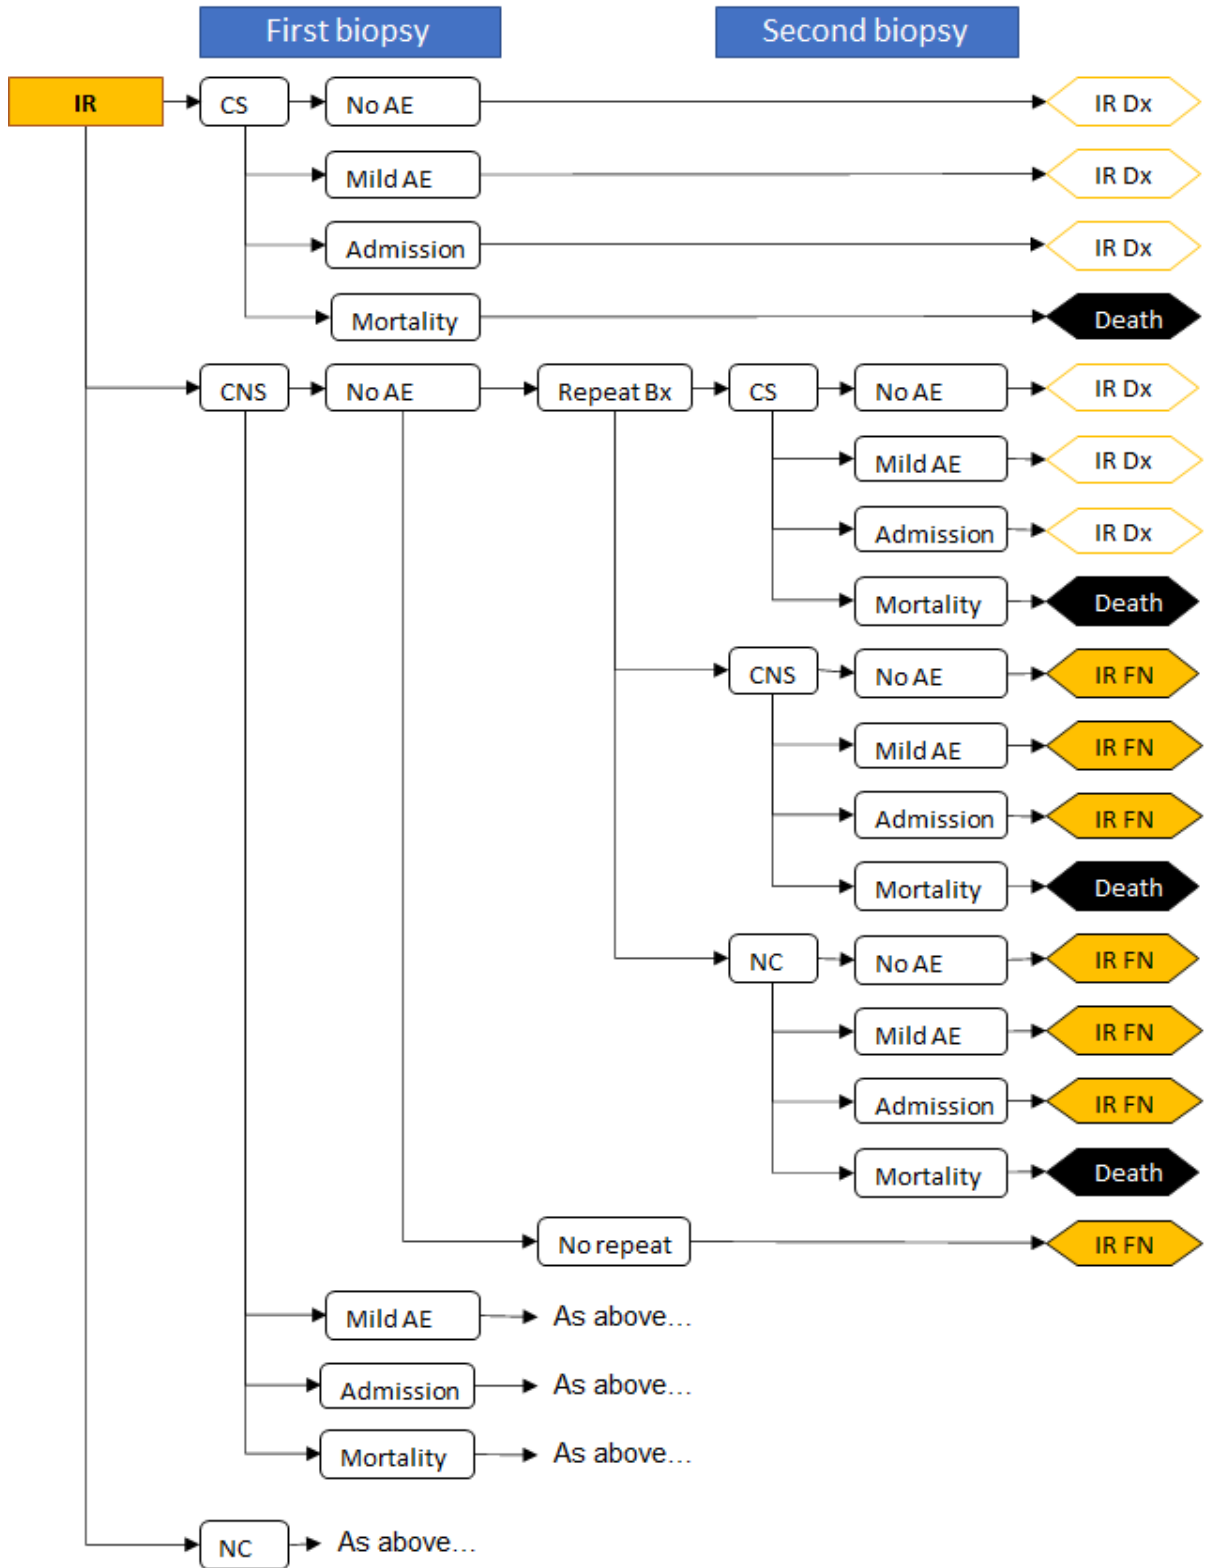 First biopsy Second biopsy
IR CS No AE IR Dx
Mild AE IR Dx
Admission IR Dx
Mortality Death
CNS No AE Repeat Bx CS No AE IR Dx
Mild AE IR Dx
Admission IR Dx
Mortality Death
CNS No AE IR FN
Mild AE IR FN
Admission IR FN
Mortality Death
NC No AE IR FN
Mild AE IR FN
Admission IR FN
Mortality Death
No repeat IR FN
Mild AE As above...
Admission As above...
Mortality As above...
NC As above...